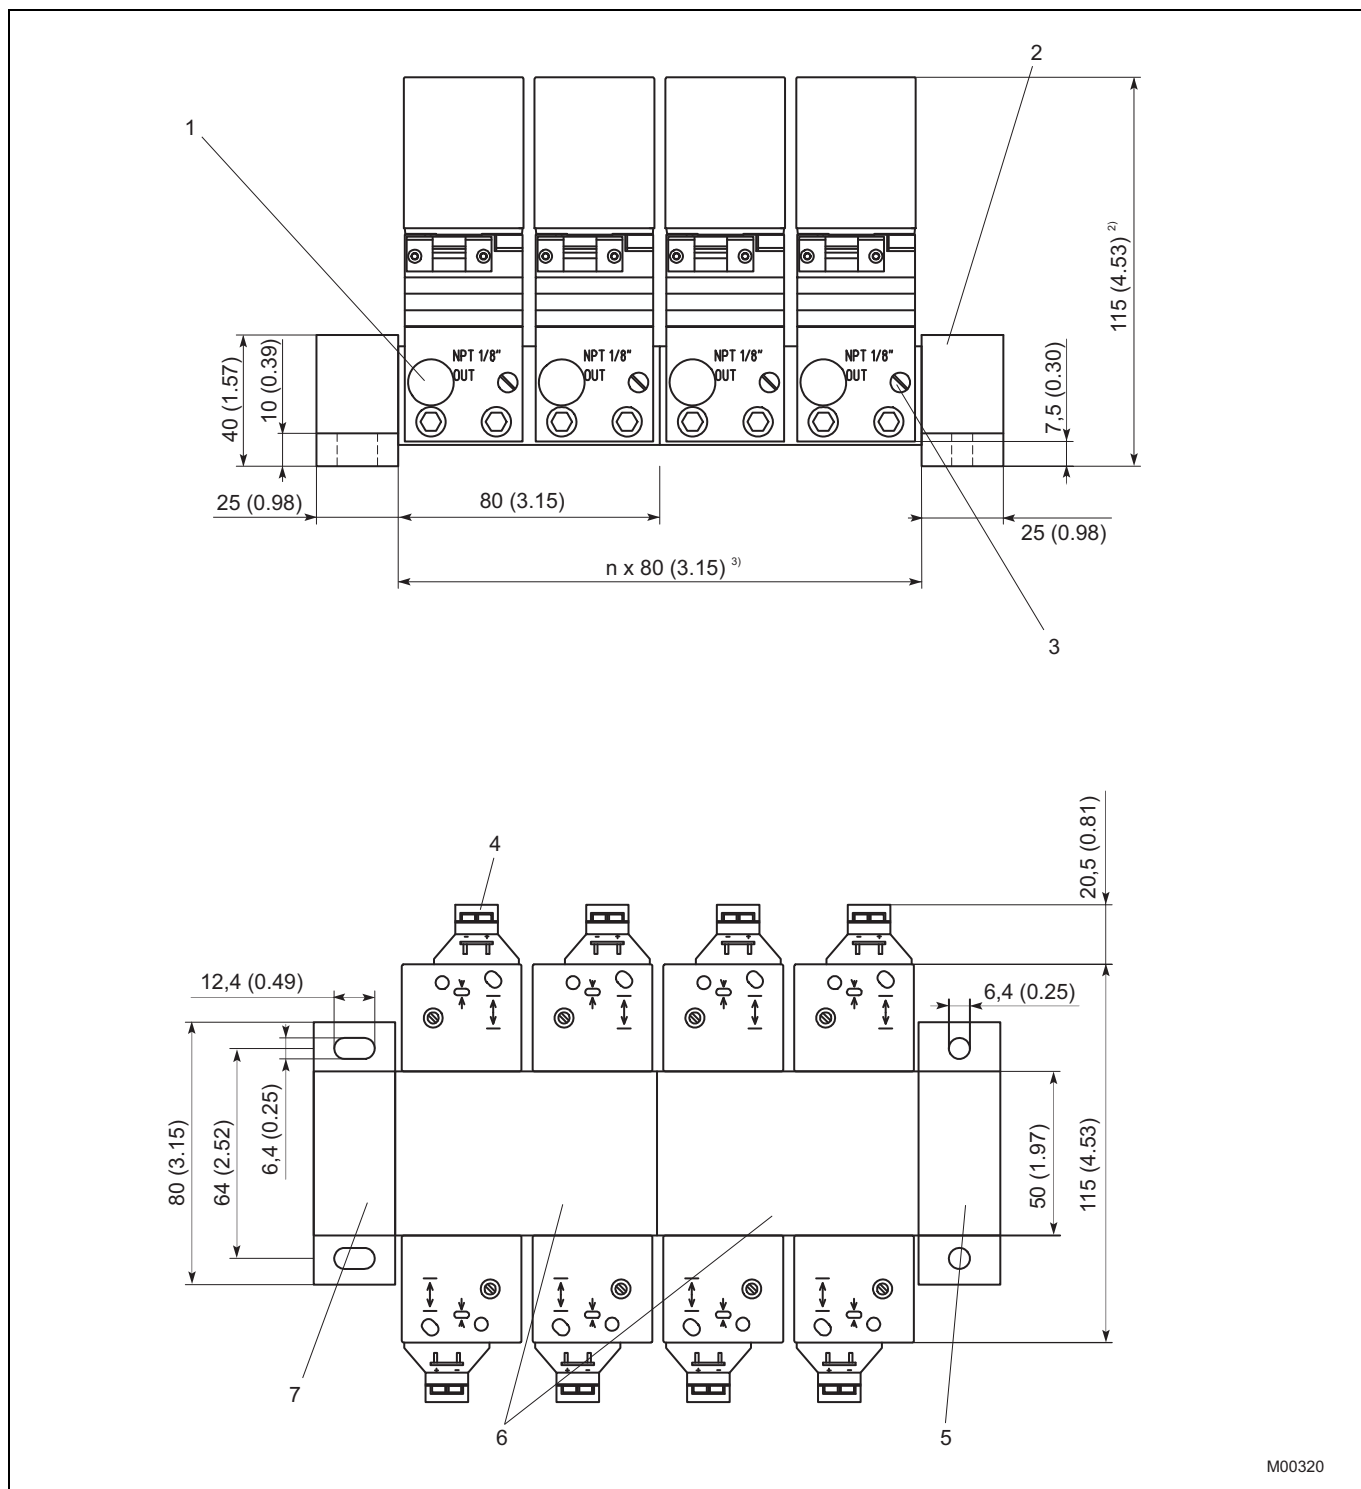 2
1
115 (4.53) 2)
NPT 1/8"
OUT
NPT 1/8"
OUT
NPT 1/8"
OUT
NPT 1/8"
OUT
40 (1.57)
10 (0.39)
7,5 (0.30)
25 (0.98)
80 (3.15)
25 (0.98)
n x 80 (3.15) 3)
3
4
20,5 (0.81)
- +
- +
- +
- +
12,4 (0.49)
6,4 (0.25)
80 (3.15)
64 (2.52)
6,4 (0.25)
50 (1.97)
115 (4.53)
+ -
+ -
+ -
+ -
7
6
5
M00320